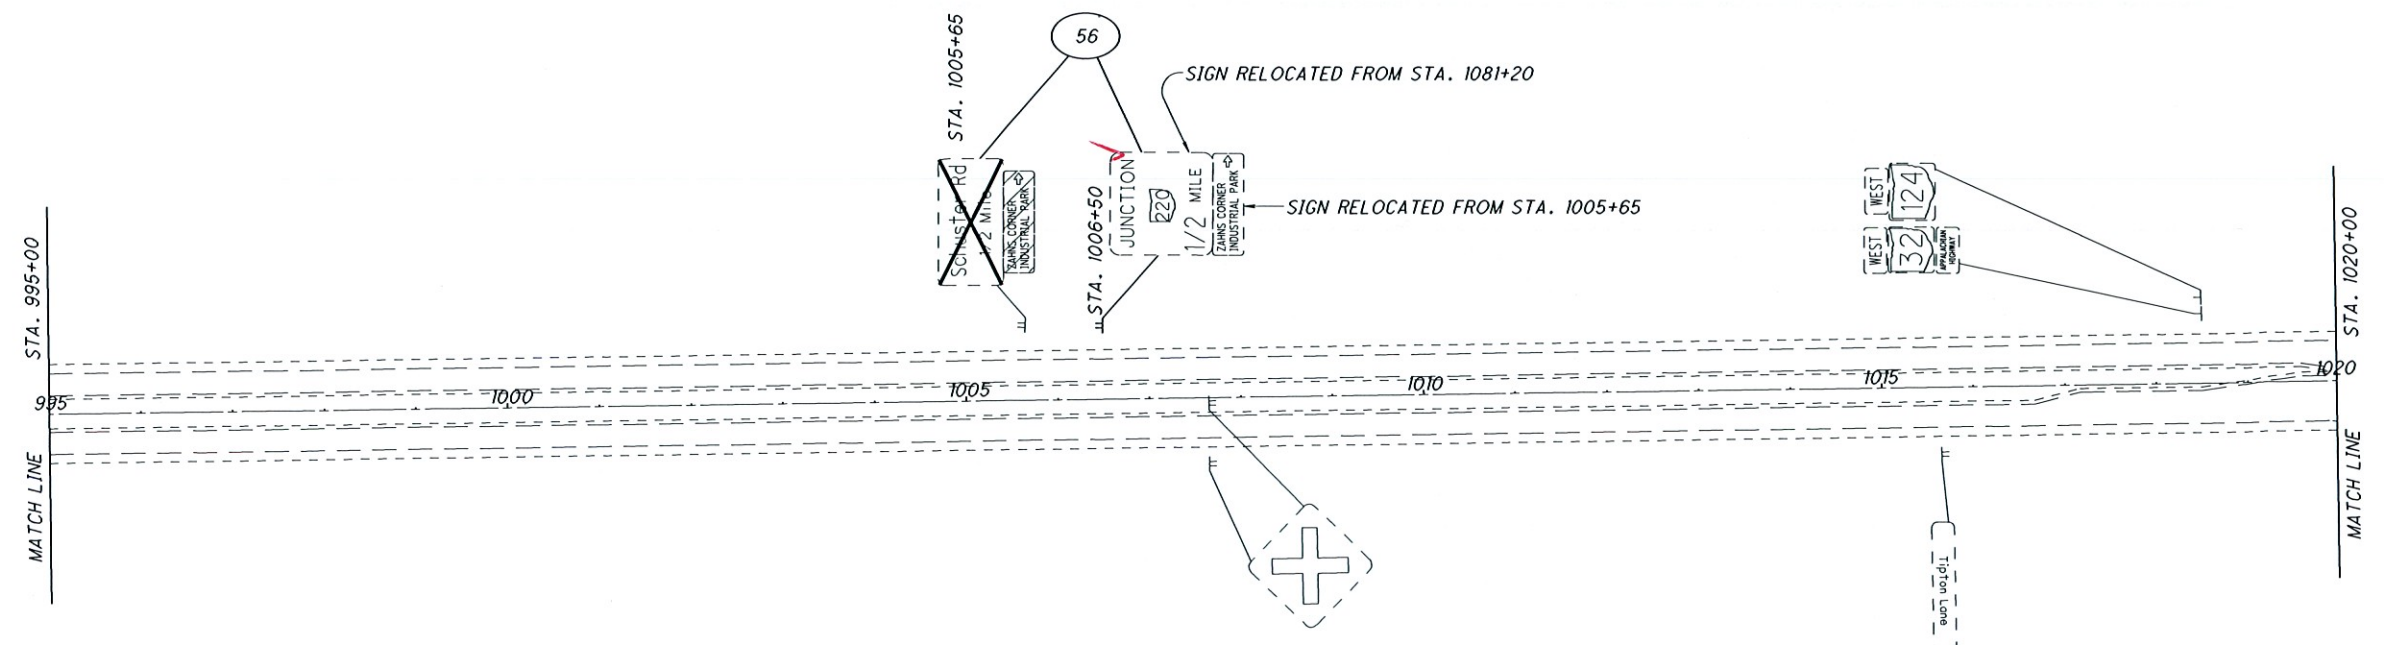 STA. 995+00
MATCH LINE
995
1000
1005
1010
1015
1020
STA. 1005+65
56
SIGN RELOCATED FROM STA. 1081+20
Schuster Rd
1/2 Mile
ZAHNS CORNER
INDUSTRIAL PARK
STA. 1006+50
JUNCTION
220
1/2 MILE
ZAHNS CORNER
INDUSTRIAL PARK
SIGN RELOCATED FROM STA. 1005+65
WEST
124
WEST
32
APPALACHIAN
HIGHWAY
Tipton Lane
STA. 1020+00
MATCH LINE